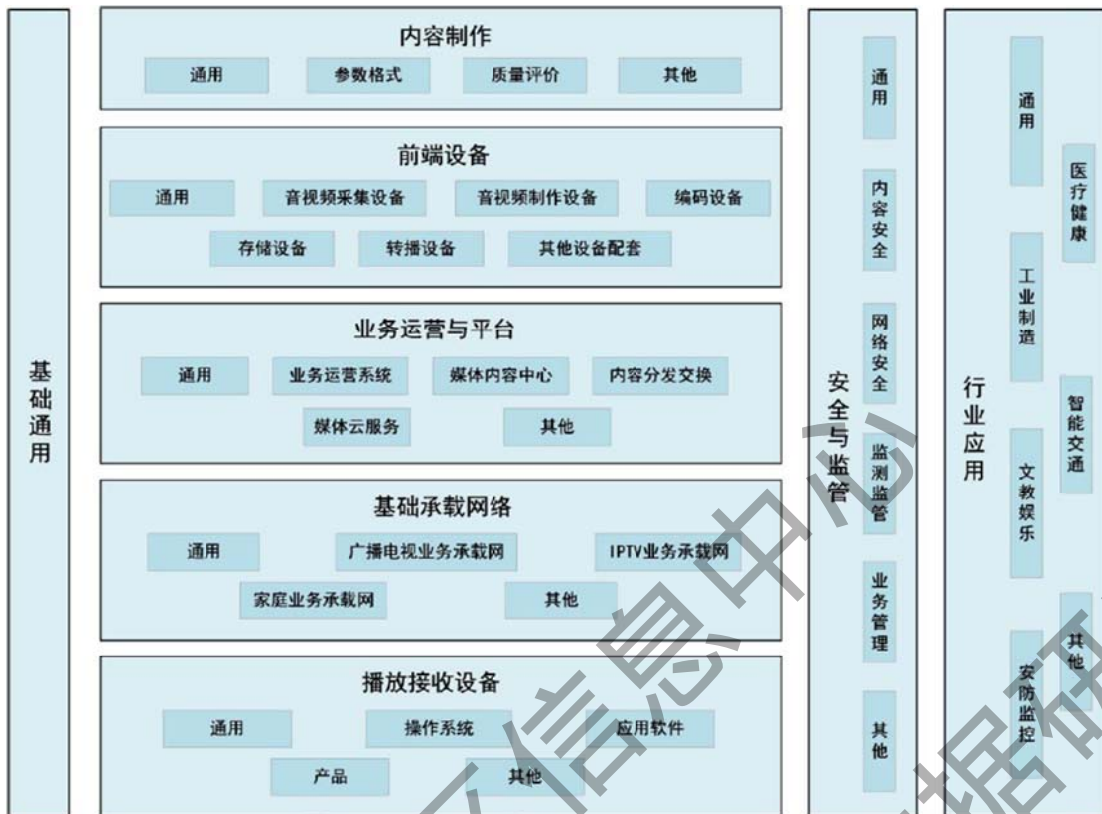 基础通用
内容制作
通用 参数格式 质量评价 其他
前端设备
通用 音视频采集设备 音视频制作设备 编码设备
存储设备 转播设备 其他设备配套
业务运营与平台
通用 业务运营系统 媒体内容中心 内容分发交换
媒体云服务 其他
基础承载网络
通用 广播电视业务承载网 IPTV业务承载网
家庭业务承载网 其他
播放接收设备
通用 操作系统 应用软件
产品 其他
安全与监管
通用
内容安全
网络安全
监测监管
业务管理
其他
行业应用
通用
医疗健康
工业制造
智能交通
文教娱乐
其他
安防监控
信息中心
据研